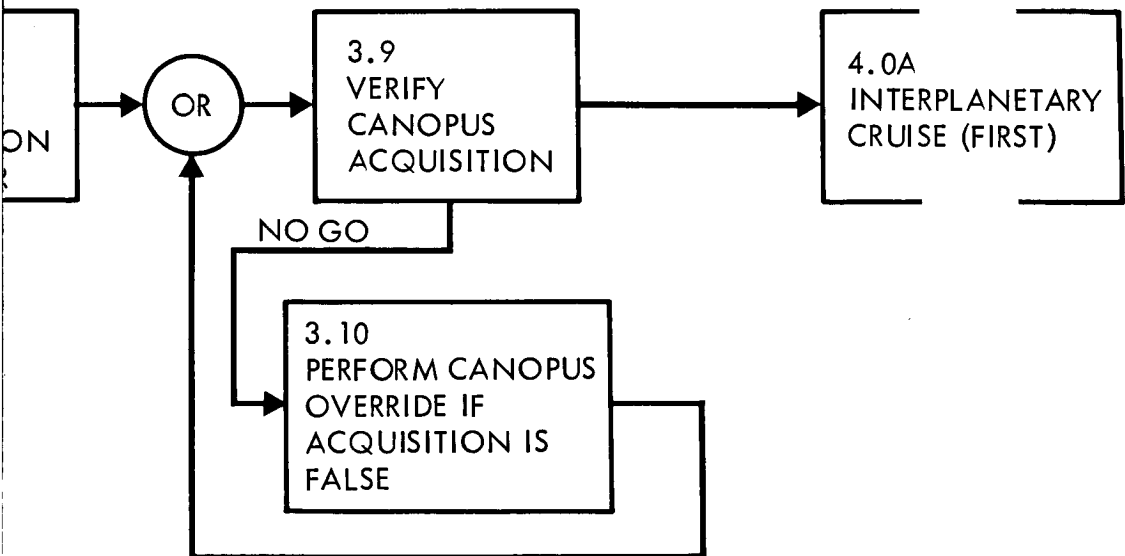 ON
OR
3.9
VERIFY
CANOPUS
ACQUISITION
4.0A
INTERPLANETARY
CRUISE (FIRST)
NO GO
3.10
PERFORM CANOPUS
OVERRIDE IF
ACQUISITION IS
FALSE